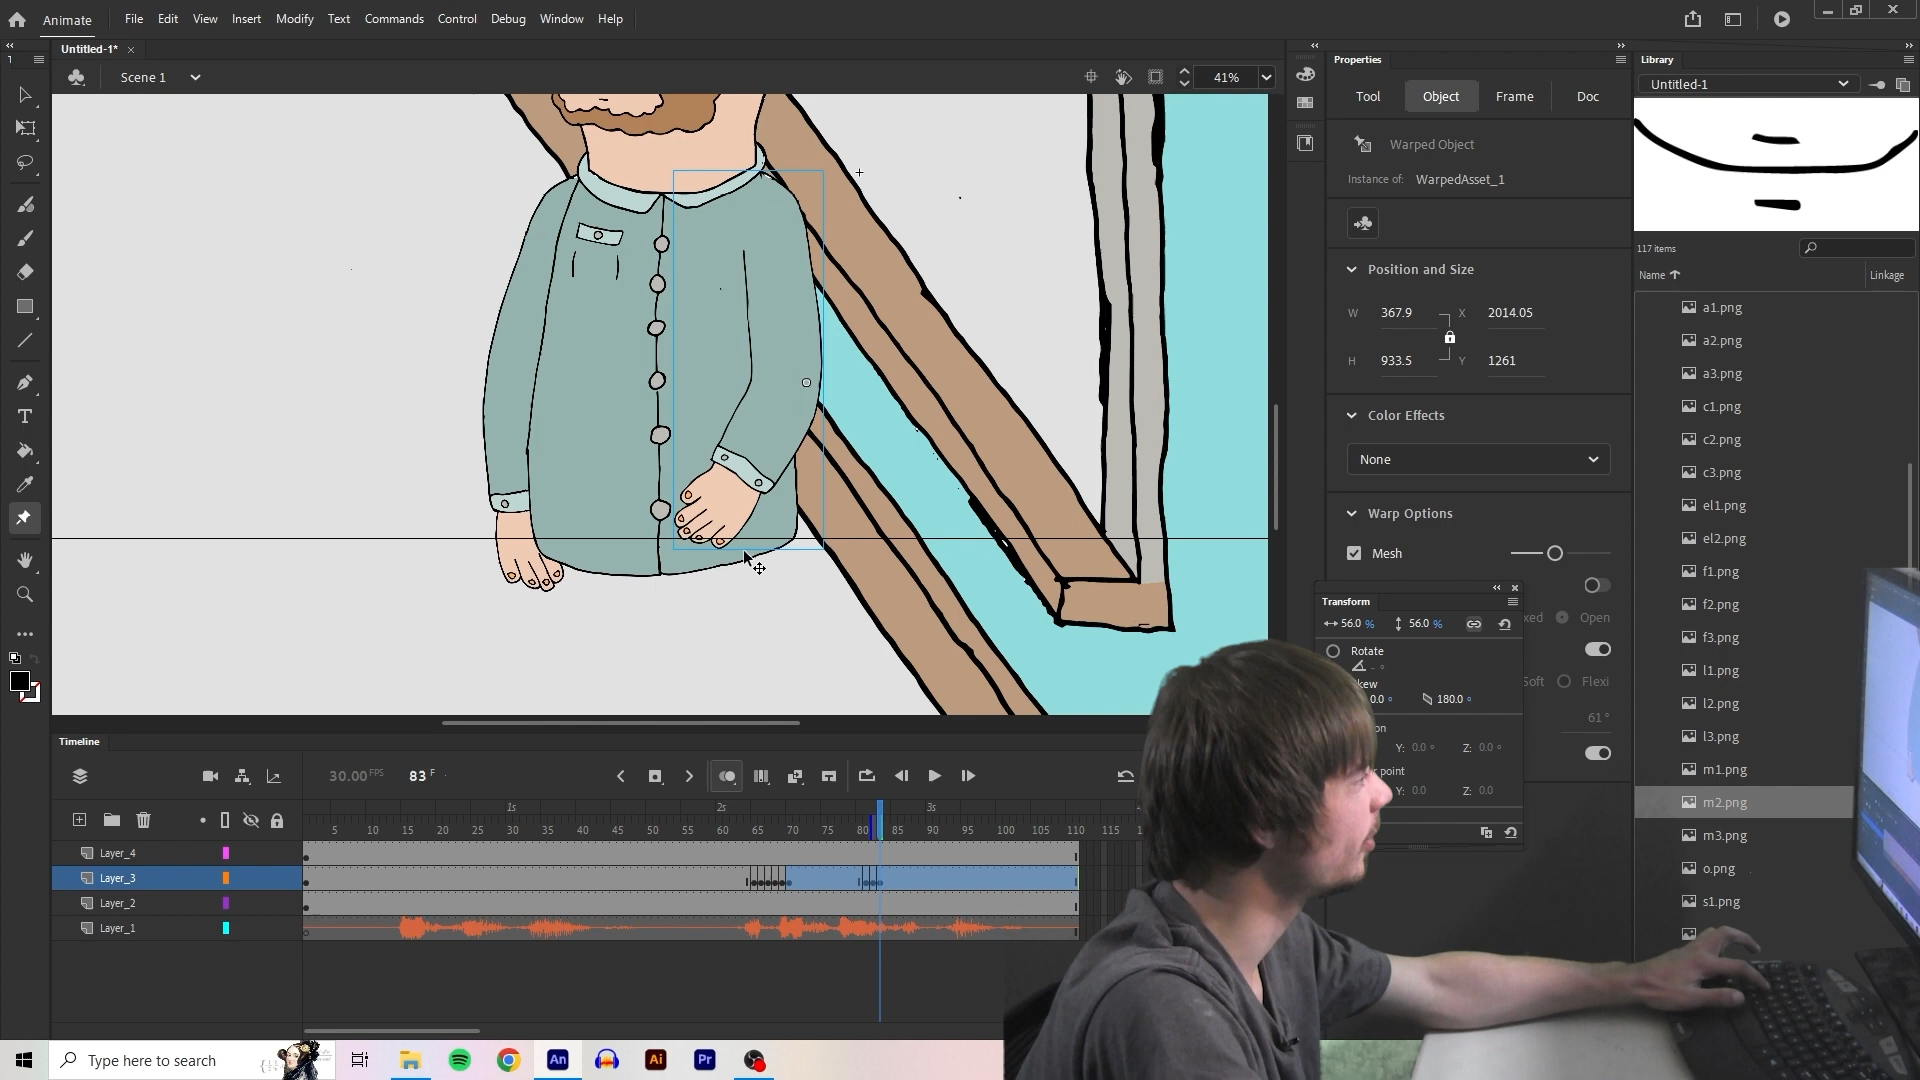 Animate
File Edit View Insert Modify Text Commands Control Debug Window Help
Untitled-1*
Scene 1
41%
Properties
Tool Object Frame Doc
Warped Object
Instance of: WarpedAsset_1
Position and Size
W 367.9 X 2014.05
H 933.5 Y 1261
Color Effects
None
Warp Options
Mesh
Open
Flexi
61°
Transform
56.0 % 56.0 %
Rotate
0.0° 180.0°
Y: 0.0° Z: 0.0°
Y: 0.0 Z: 0.0
Library
Untitled-1
117 items
Name Linkage
a1.png
a2.png
a3.png
c1.png
c2.png
c3.png
el1.png
el2.png
f1.png
f2.png
f3.png
l1.png
l2.png
l3.png
m1.png
m2.png
m3.png
o.png
s1.png
Timeline
30.00 FPS 83 F
1s 2s 3s
5 10 15 20 25 30 35 40 45 50 55 60 65 70 75 80 85 90 95 100 105 110 115
Layer_4
Layer_3
Layer_2
Layer_1
Type here to search
An Ai Pr